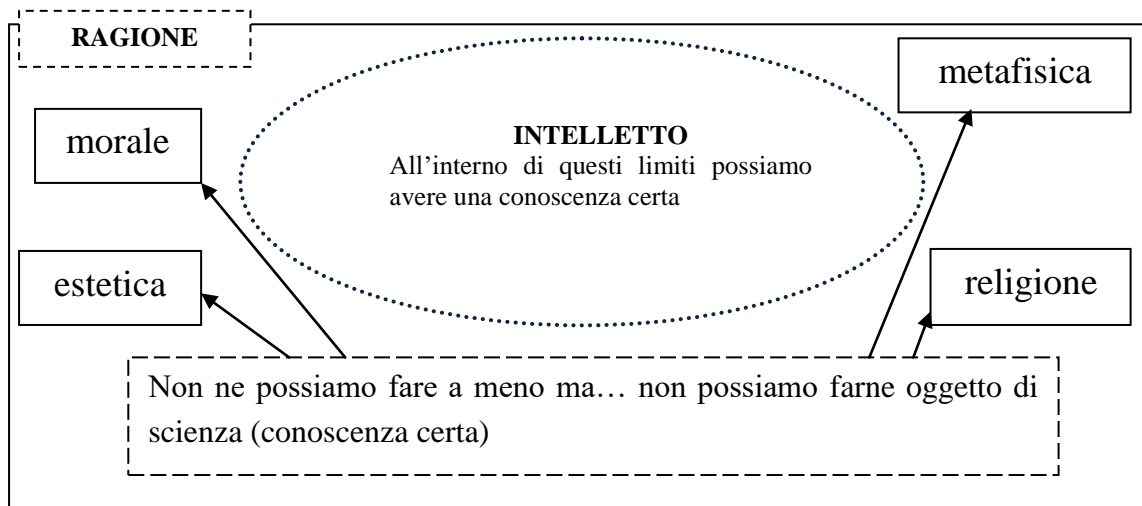 RAGIONE
metafisica
morale
INTELLETTO
All’interno di questi limiti possiamo
avere una conoscenza certa
estetica
religione
Non ne possiamo fare a meno ma… non possiamo farne oggetto di
scienza (conoscenza certa)